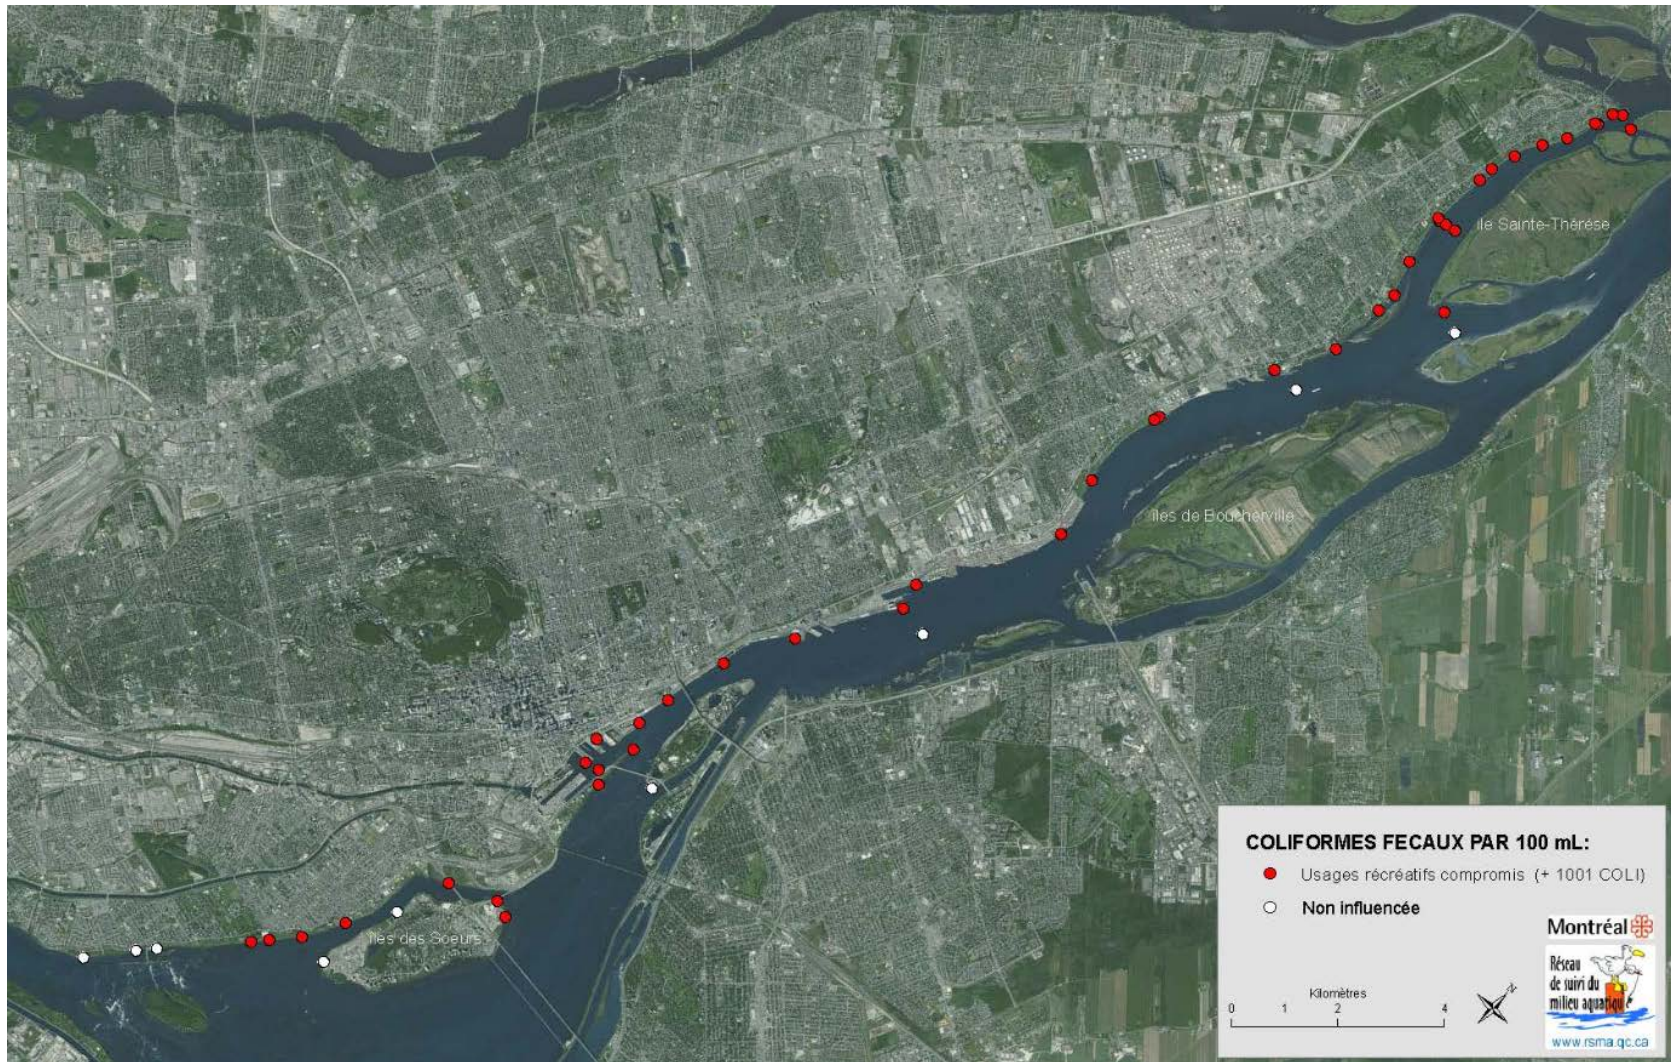 île Sainte-Thérèse
îles de Boucherville
îles des Soeurs
COLIFORMES FECAUX PAR 100 mL:
Usages récréatifs compromis (+ 1001 COLI)
Non influencée
Kilomètres
0 1 2 4
N
Montréal
Réseau
de suivi du
milieu aquatique
www.rsma.qc.ca